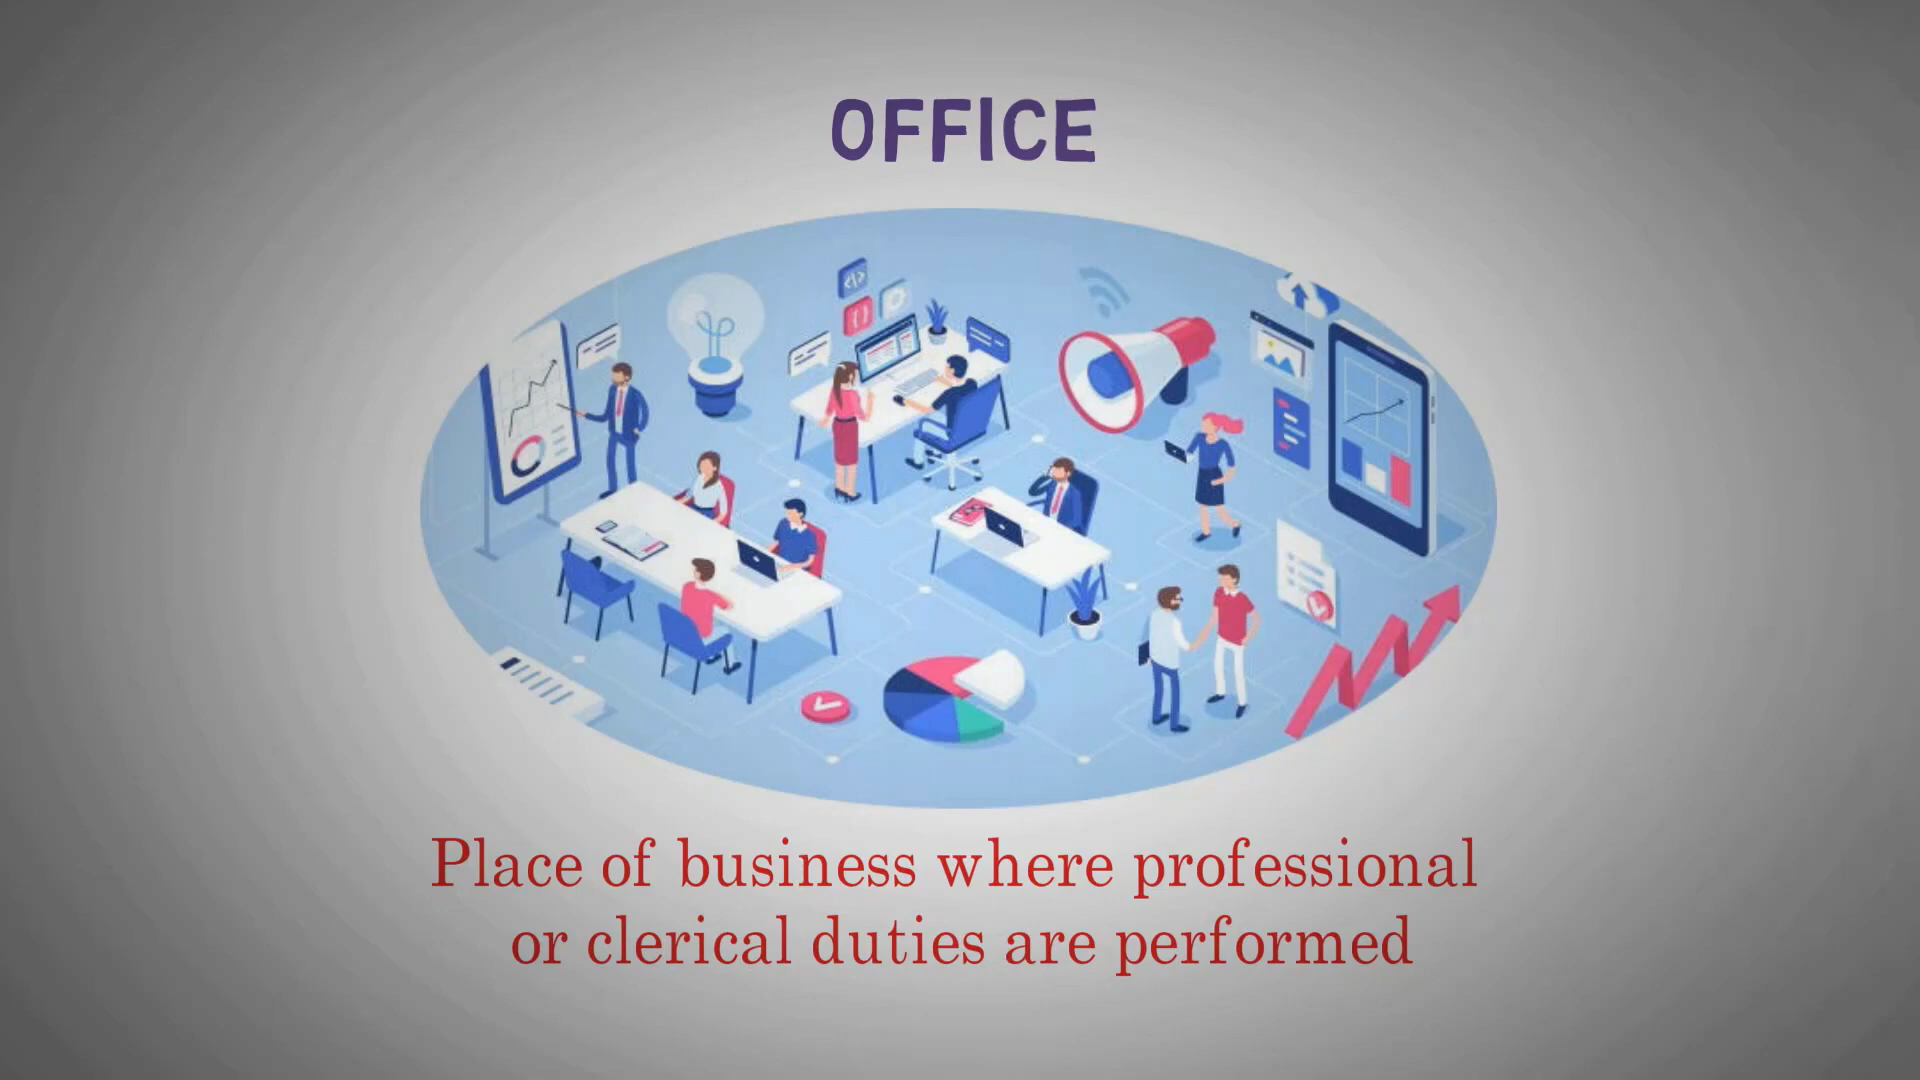 OFFICE
Place of business where professional
or clerical duties are performed